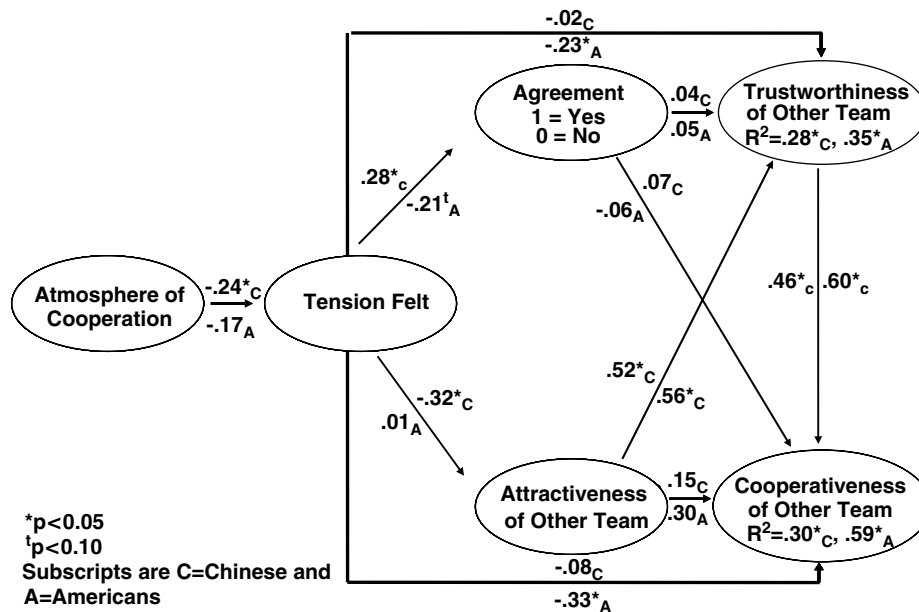 -.02C
-.23*A
Agreement
1 = Yes
0 = No
.04C
.05A
Trustworthiness
of Other Team
R²=.28*C, .35*A
.28*c
-.21ᵗA
.07C
-.06A
Atmosphere of
Cooperation
-.24*C
-.17A
Tension Felt
.46*c
.60*c
.52*C
.56*C
-.32*C
.01A
Attractiveness
of Other Team
.15C
.30A
Cooperativeness
of Other Team
R²=.30*C, .59*A
-.08C
-.33*A
*p<0.05
ᵗp<0.10
Subscripts are C=Chinese and
A=Americans